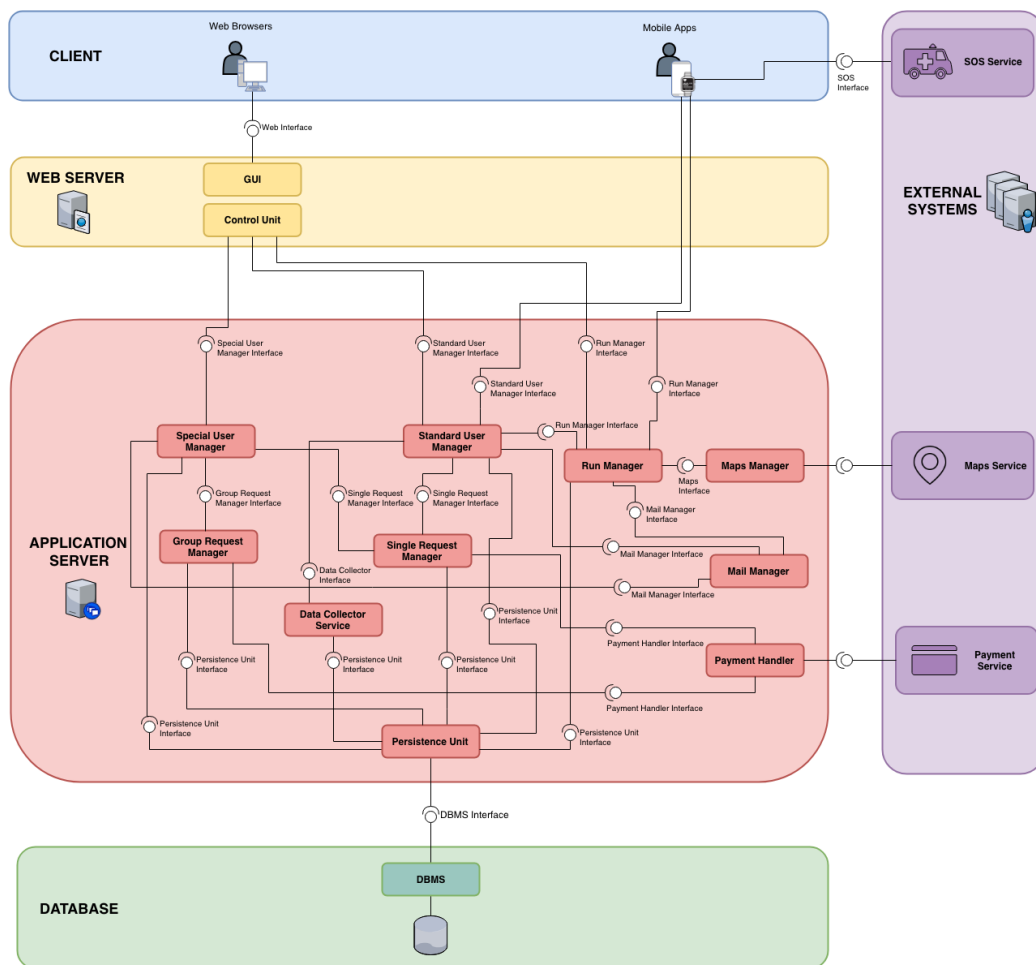 Web Browsers
Mobile Apps
CLIENT
SOS
Interface
SOS Service
Web Interface
WEB SERVER
GUI
Control Unit
EXTERNAL
SYSTEMS
Special User
Manager Interface
Standard User
Manager Interface
Run Manager
Interface
Standard User
Manager Interface
Run Manager
Interface
Run Manager Interface
Special User
Manager
Standard User
Manager
Run Manager
Maps
Interface
Maps Manager
Maps Service
Group Request
Manager Interface
Single Request
Manager Interface
Single Request
Manager Interface
Mail Manager
Interface
APPLICATION
SERVER
Group Request
Manager
Single Request
Manager
Mail Manager Interface
Mail Manager
Data Collector
Interface
Mail Manager Interface
Data Collector
Service
Persistence Unit
Interface
Payment Handler Interface
Payment Handler
Payment
Service
Persistence Unit
Interface
Persistence Unit
Interface
Persistence Unit
Interface
Payment Handler Interface
Persistence Unit
Interface
Persistence Unit
Persistence Unit
Interface
DBMS Interface
DBMS
DATABASE